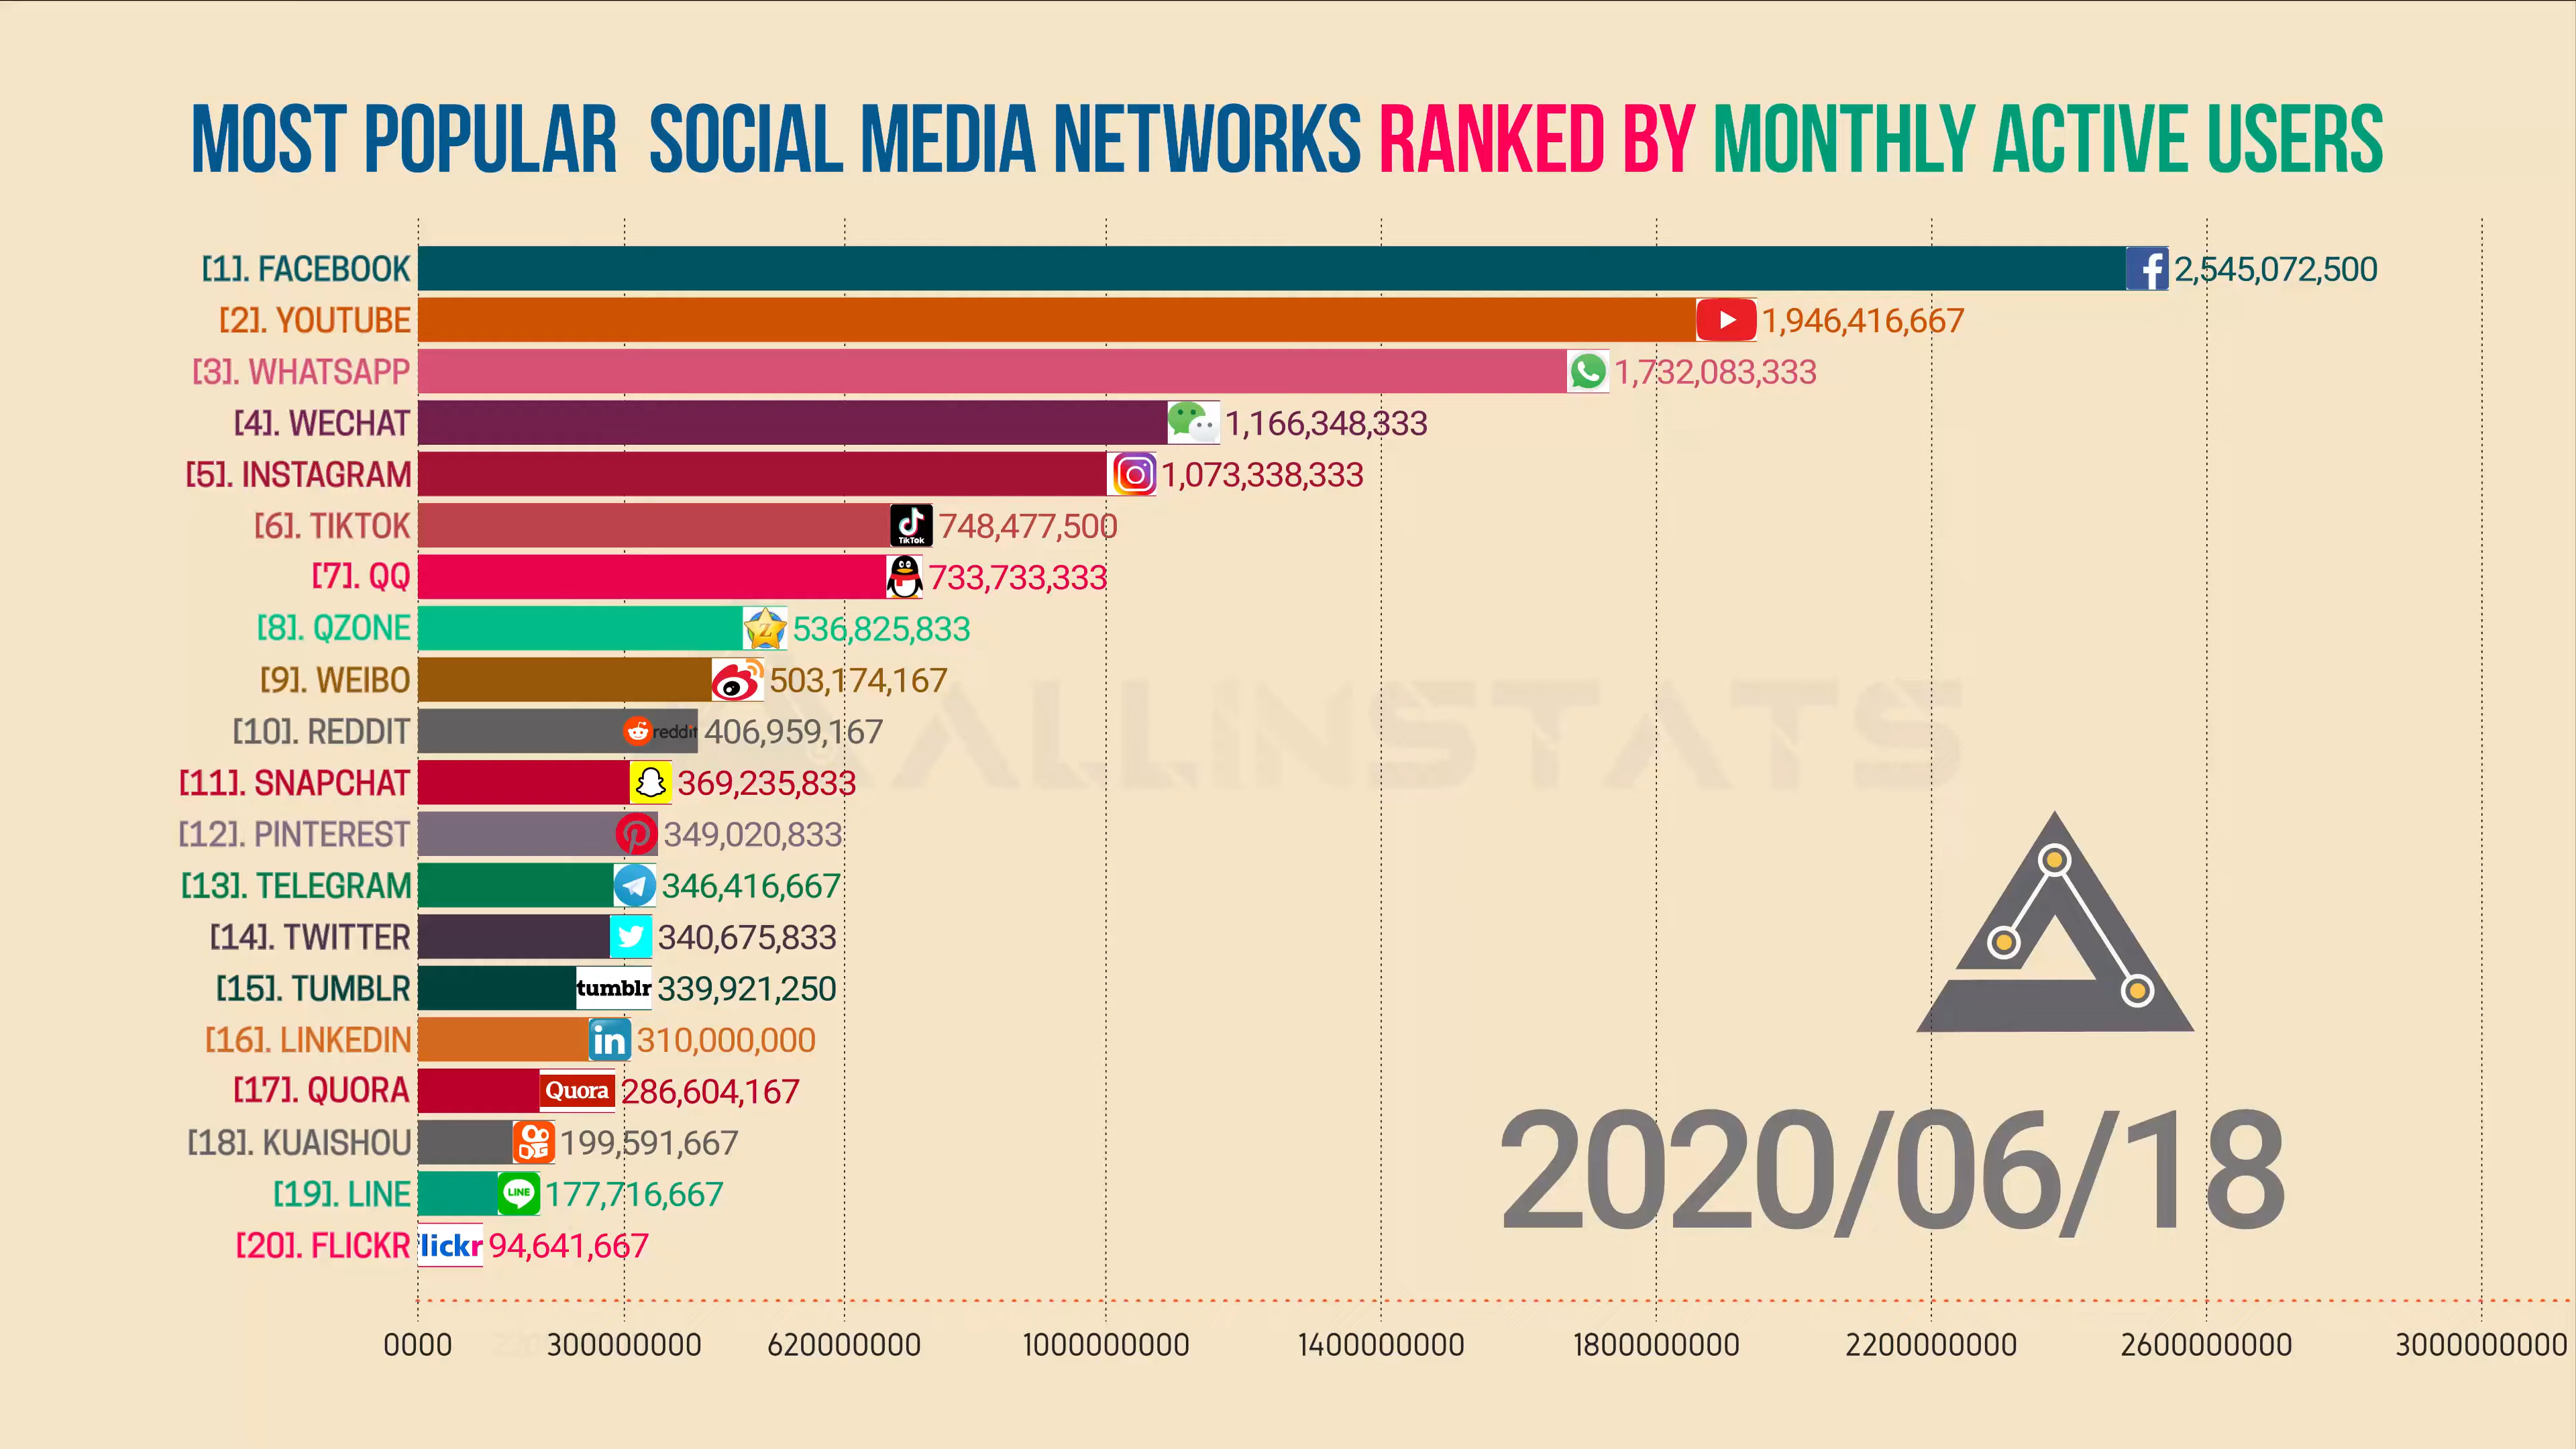 MOST POPULAR SOCIAL MEDIA NETWORKS RANKED BY MONTHLY ACTIVE USERS
[1]. FACEBOOK 2,545,072,500
[2]. YOUTUBE 1,946,416,667
[3]. WHATSAPP 1,732,083,333
[4]. WECHAT 1,166,348,333
[5]. INSTAGRAM 1,073,338,333
[6]. TIKTOK TikTok 748,477,500
[7]. QQ 733,733,333
[8]. QZONE Z 536,825,833
[9]. WEIBO 503,174,167
[10]. REDDIT reddit 406,959,167
[11]. SNAPCHAT 369,235,833
[12]. PINTEREST 349,020,833
[13]. TELEGRAM 346,416,667
[14]. TWITTER 340,675,833
[15]. TUMBLR tumblr 339,921,250
[16]. LINKEDIN in 310,000,000
[17]. QUORA Quora 286,604,167
[18]. KUAISHOU 199,591,667
[19]. LINE LINE 177,716,667
[20]. FLICKR lickr 94,641,667
ALLINSTATS
2020/06/18
0000 300000000 620000000 1000000000 1400000000 1800000000 2200000000 2600000000 3000000000